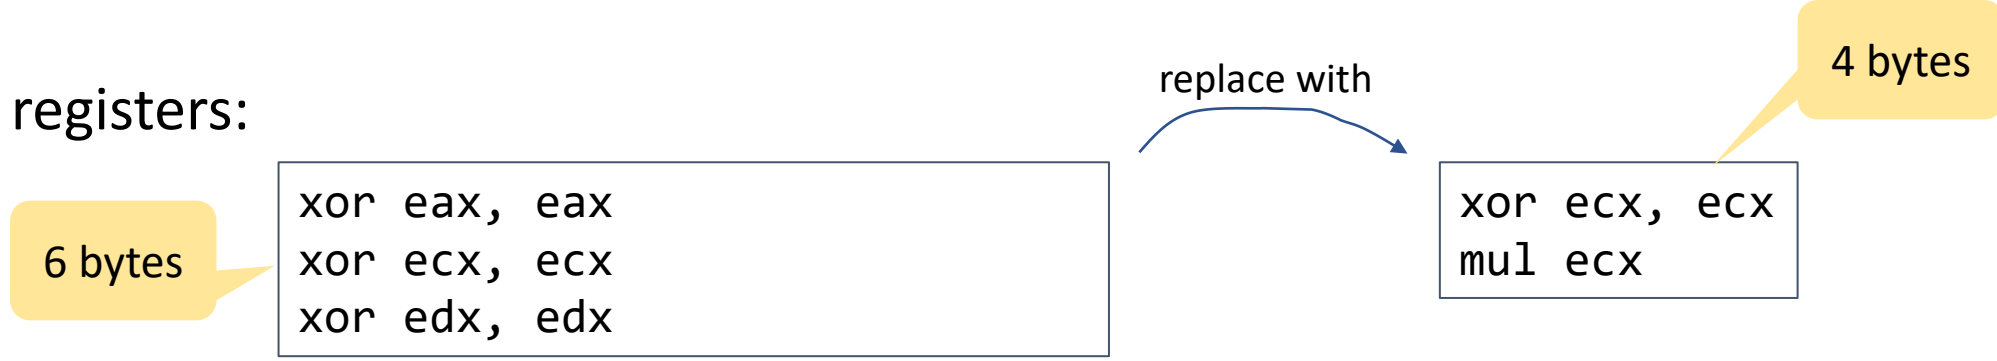 registers:
replace with
4 bytes
6 bytes
xor eax, eax
xor ecx, ecx
xor edx, edx
xor ecx, ecx
mul ecx